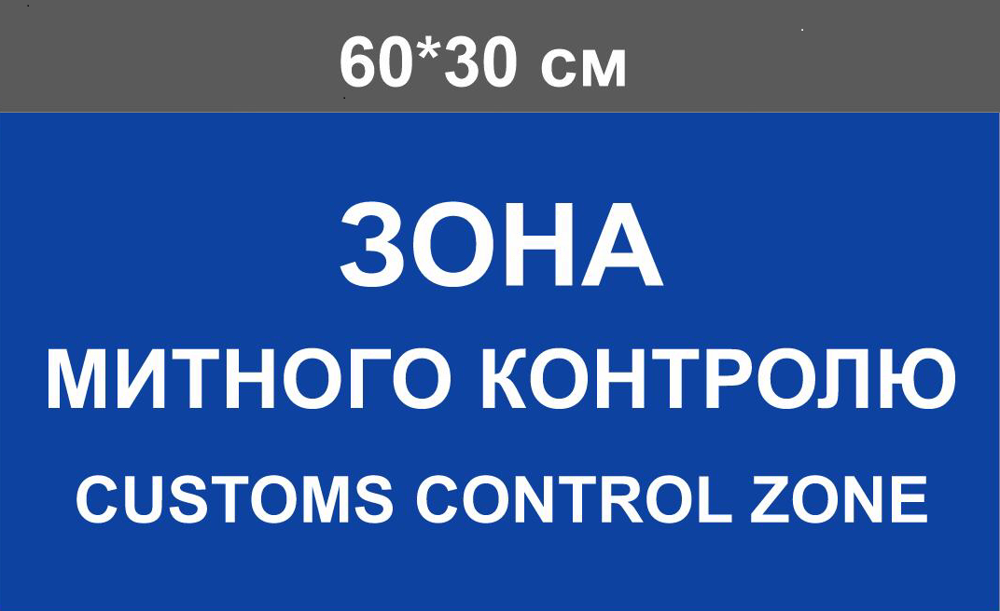 60*30 см
ЗОНА
МИТНОГО КОНТРОЛЮ
CUSTOMS CONTROL ZONE